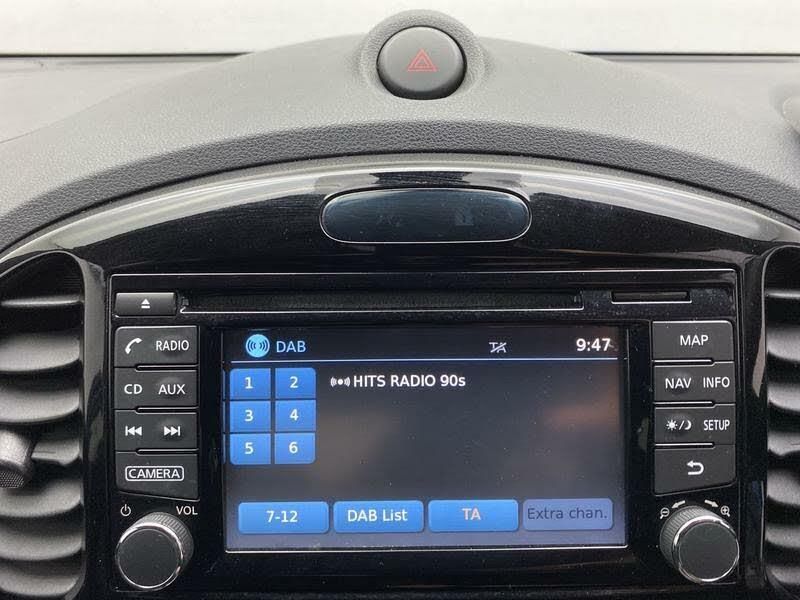 DAB
TA
9:47
RADIO
MAP
1
2
HITS RADIO 90s
CD
AUX
NAV
INFO
3
4
SETUP
5
6
CAMERA
VOL
7-12
DAB List
TA
Extra chan.